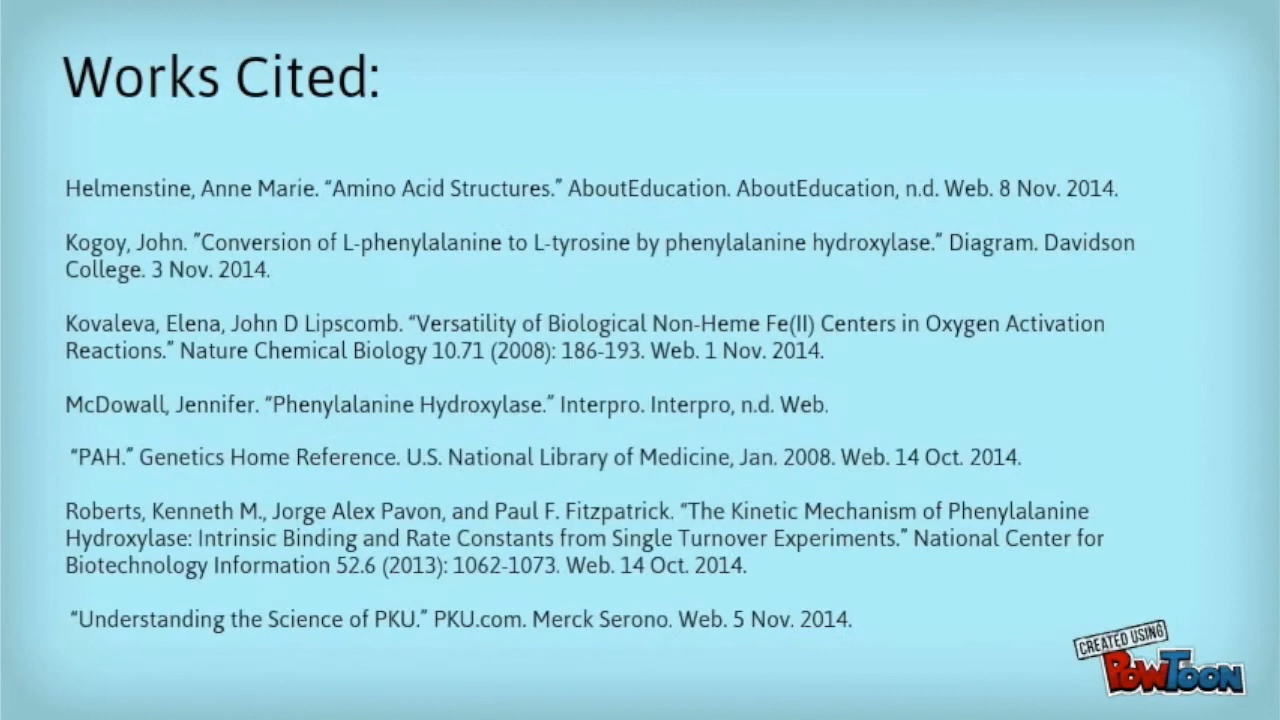 Works Cited:
Helmenstine, Anne Marie. “Amino Acid Structures.” AboutEducation. AboutEducation, n.d. Web. 8 Nov. 2014.
Kogoy, John. ”Conversion of L-phenylalanine to L-tyrosine by phenylalanine hydroxylase.” Diagram. Davidson
College. 3 Nov. 2014.
Kovaleva, Elena, John D Lipscomb. “Versatility of Biological Non-Heme Fe(II) Centers in Oxygen Activation
Reactions.” Nature Chemical Biology 10.71 (2008): 186-193. Web. 1 Nov. 2014.
McDowall, Jennifer. “Phenylalanine Hydroxylase.” Interpro. Interpro, n.d. Web.
“PAH.” Genetics Home Reference. U.S. National Library of Medicine, Jan. 2008. Web. 14 Oct. 2014.
Roberts, Kenneth M., Jorge Alex Pavon, and Paul F. Fitzpatrick. “The Kinetic Mechanism of Phenylalanine
Hydroxylase: Intrinsic Binding and Rate Constants from Single Turnover Experiments.” National Center for
Biotechnology Information 52.6 (2013): 1062-1073. Web. 14 Oct. 2014.
“Understanding the Science of PKU.” PKU.com. Merck Serono. Web. 5 Nov. 2014.
CREATED USING
POWTOON